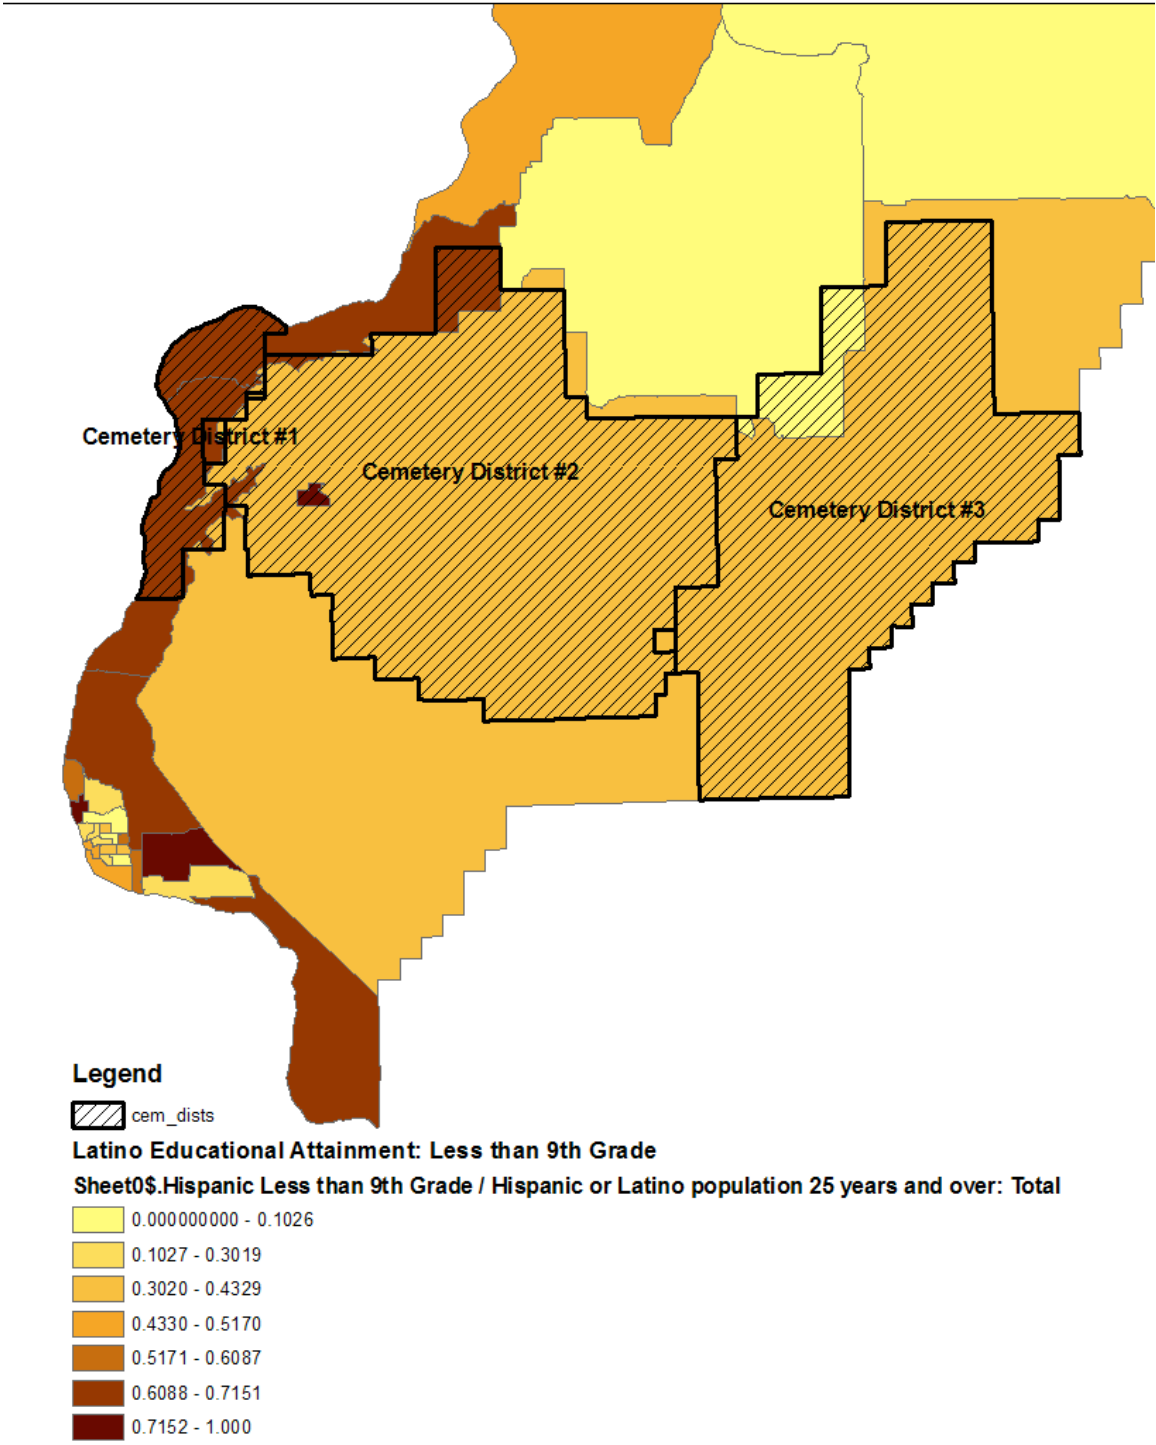 Cemetery District #1
Cemetery District #2
Cemetery District #3
Legend
cem_dists
Latino Educational Attainment: Less than 9th Grade
Sheet0$.Hispanic Less than 9th Grade / Hispanic or Latino population 25 years and over: Total
0.000000000 - 0.1026
0.1027 - 0.3019
0.3020 - 0.4329
0.4330 - 0.5170
0.5171 - 0.6087
0.6088 - 0.7151
0.7152 - 1.000